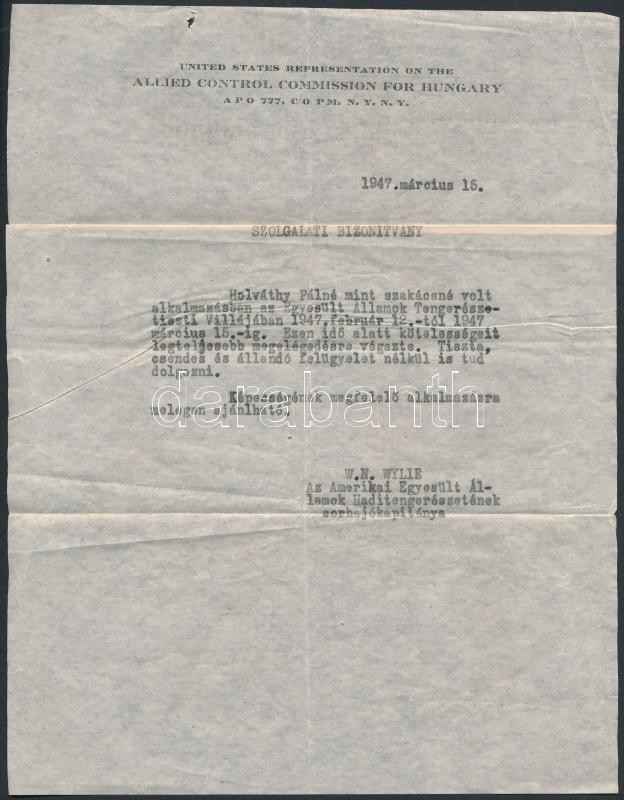 UNITED STATES REPRESENTATION ON THE
ALLIED CONTROL COMMISSION FOR HUNGARY
A P O 777, C/O PM. N. Y. N. Y.
1947.március 15.
SZOLGALATI BIZONITVANY
Holváthy Pálné mint szakácsné volt
alkalmazásban az Egyesült Államok Tengerésze-
tiszti Villájában 1947.február 12.-tól 1947
március 15.-ig. Ezen idő alatt kötelességeit
legteljesebb megelégedésre végezte. Tiszta,
csendes és állandó felügyelet nélkül is tud
dolgozni.
Képességének megfelelő alkalmazásra
melegen ajánlható.
darabanth
W.N. WYLIE
Az Amerikai Egyesült Ál-
lamok Haditengerészetének
sorhajókapitánya